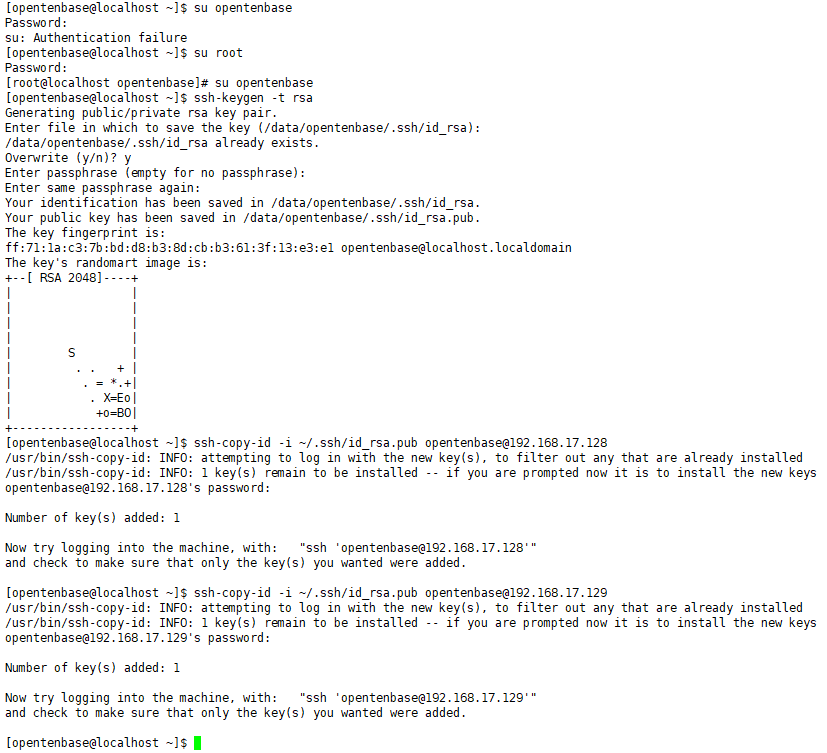 [opentenbase@localhost ~]$ su opentenbase
Password:
su: Authentication failure
[opentenbase@localhost ~]$ su root
Password:
[root@localhost opentenbase]# su opentenbase
[opentenbase@localhost ~]$ ssh-keygen -t rsa
Generating public/private rsa key pair.
Enter file in which to save the key (/data/opentenbase/.ssh/id_rsa):
/data/opentenbase/.ssh/id_rsa already exists.
Overwrite (y/n)? y
Enter passphrase (empty for no passphrase):
Enter same passphrase again:
Your identification has been saved in /data/opentenbase/.ssh/id_rsa.
Your public key has been saved in /data/opentenbase/.ssh/id_rsa.pub.
The key fingerprint is:
ff:71:1a:c3:7b:bd:d8:b3:8d:cb:b3:61:3f:13:e3:e1 opentenbase@localhost.localdomain
The key's randomart image is:
+--[ RSA 2048]----+
|                 |
|                 |
|                 |
|                 |
|        S        |
|         . .   + |
|          . = *.+|
|           . X=Eo|
|            +o=BO|
+-----------------+
[opentenbase@localhost ~]$ ssh-copy-id -i ~/.ssh/id_rsa.pub opentenbase@192.168.17.128
/usr/bin/ssh-copy-id: INFO: attempting to log in with the new key(s), to filter out any that are already installed
/usr/bin/ssh-copy-id: INFO: 1 key(s) remain to be installed -- if you are prompted now it is to install the new keys
opentenbase@192.168.17.128's password:
Number of key(s) added: 1
Now try logging into the machine, with:   "ssh 'opentenbase@192.168.17.128'"
and check to make sure that only the key(s) you wanted were added.
[opentenbase@localhost ~]$ ssh-copy-id -i ~/.ssh/id_rsa.pub opentenbase@192.168.17.129
/usr/bin/ssh-copy-id: INFO: attempting to log in with the new key(s), to filter out any that are already installed
/usr/bin/ssh-copy-id: INFO: 1 key(s) remain to be installed -- if you are prompted now it is to install the new keys
opentenbase@192.168.17.129's password:
Number of key(s) added: 1
Now try logging into the machine, with:   "ssh 'opentenbase@192.168.17.129'"
and check to make sure that only the key(s) you wanted were added.
[opentenbase@localhost ~]$